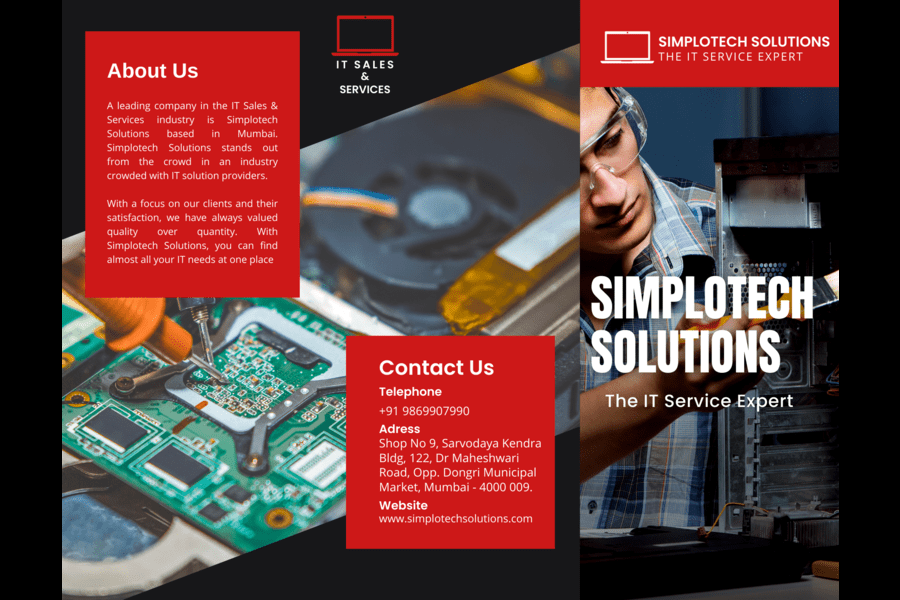 About Us
A leading company in the IT Sales &
Services industry is Simplotech
Solutions based in Mumbai.
Simplotech Solutions stands out
from the crowd in an industry
crowded with IT solution providers.
With a focus on our clients and their
satisfaction, we have always valued
quality over quantity. With
Simplotech Solutions, you can find
almost all your IT needs at one place
IT SALES
&
SERVICES
Contact Us
Telephone
+91 9869907990
Adress
Shop No 9, Sarvodaya Kendra
Bldg, 122, Dr Maheshwari
Road, Opp. Dongri Municipal
Market, Mumbai - 4000 009.
Website
www.simplotechsolutions.com
SIMPLOTECH SOLUTIONS
THE IT SERVICE EXPERT
SIMPLOTECH
SOLUTIONS
The IT Service Expert